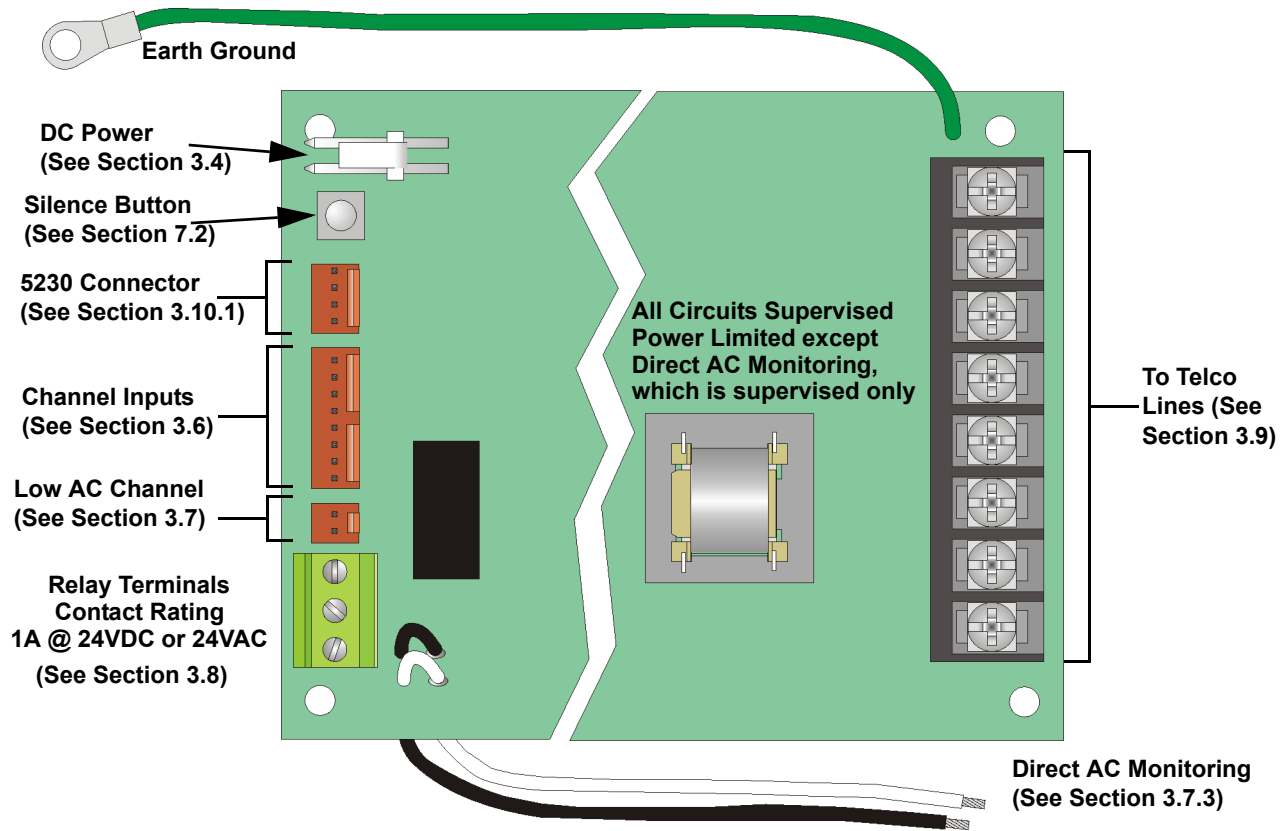 Earth Ground
DC Power
(See Section 3.4)
Silence Button
(See Section 7.2)
5230 Connector
(See Section 3.10.1)
Channel Inputs
(See Section 3.6)
Low AC Channel
(See Section 3.7)
Relay Terminals
Contact Rating
1A @ 24VDC or 24VAC
(See Section 3.8)
All Circuits Supervised
Power Limited except
Direct AC Monitoring,
which is supervised only
To Telco
Lines (See
Section 3.9)
Direct AC Monitoring
(See Section 3.7.3)